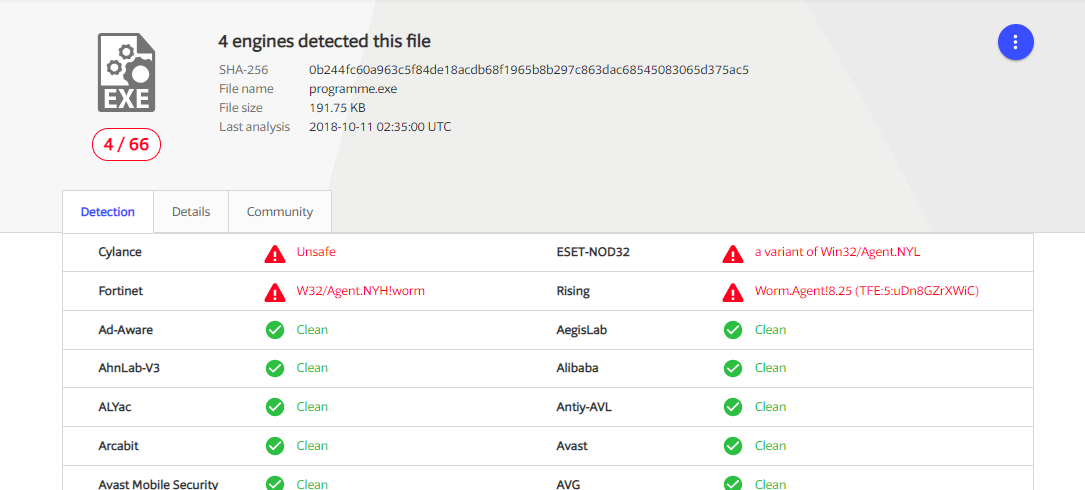 4 engines detected this file
SHA-256 0b244fc60a963c5f84de18acdb68f1965b8b297c863dac68545083065d375ac5
File name programme.exe
File size 191.75 KB
Last analysis 2018-10-11 02:35:00 UTC
EXE
4 / 66
Detection Details Community
Cylance Unsafe ESET-NOD32 a variant of Win32/Agent.NYL
Fortinet W32/Agent.NYH!worm Rising Worm.Agent!8.25 (TFE:5:uDn8GZrXWiC)
Ad-Aware Clean AegisLab Clean
AhnLab-V3 Clean Alibaba Clean
ALYac Clean Antiy-AVL Clean
Arcabit Clean Avast Clean
Avast Mobile Security Clean AVG Clean